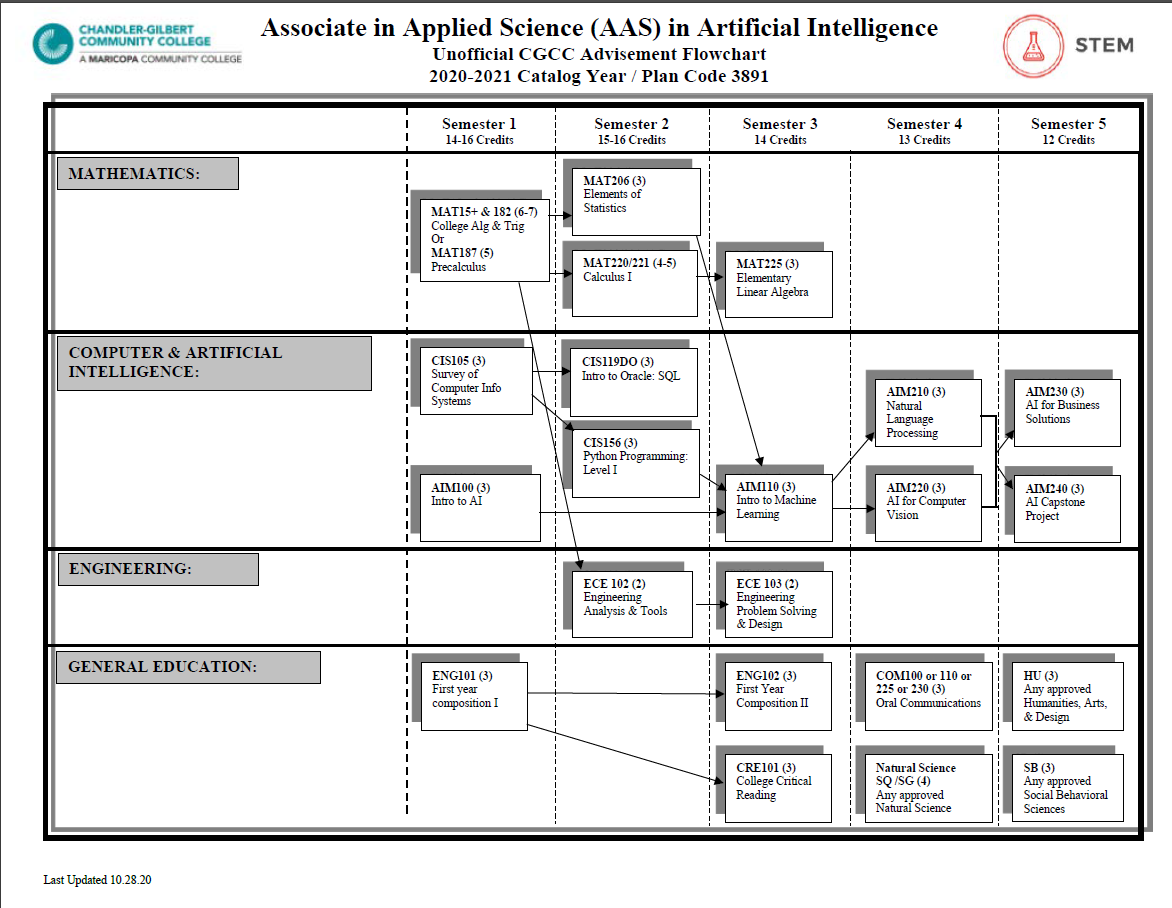 CHANDLER-GILBERT
COMMUNITY COLLEGE
A MARICOPA COMMUNITY COLLEGE
Associate in Applied Science (AAS) in Artificial Intelligence
Unofficial CGCC Advisement Flowchart
2020-2021 Catalog Year / Plan Code 3891
STEM
Semester 1
14-16 Credits
Semester 2
15-16 Credits
Semester 3
14 Credits
Semester 4
13 Credits
Semester 5
12 Credits
MATHEMATICS:
MAT15+ & 182 (6-7)
College Alg & Trig
Or
MAT187 (5)
Precalculus
MAT206 (3)
Elements of
Statistics
MAT220/221 (4-5)
Calculus I
MAT225 (3)
Elementary
Linear Algebra
COMPUTER & ARTIFICIAL
INTELLIGENCE:
CIS105 (3)
Survey of
Computer Info
Systems
AIM100 (3)
Intro to AI
CIS119DO (3)
Intro to Oracle: SQL
CIS156 (3)
Python Programming:
Level I
AIM110 (3)
Intro to Machine
Learning
AIM210 (3)
Natural
Language
Processing
AIM220 (3)
AI for Computer
Vision
AIM230 (3)
AI for Business
Solutions
AIM240 (3)
AI Capstone
Project
ENGINEERING:
ECE 102 (2)
Engineering
Analysis & Tools
ECE 103 (2)
Engineering
Problem Solving
& Design
GENERAL EDUCATION:
ENG101 (3)
First year
composition I
ENG102 (3)
First Year
Composition II
CRE101 (3)
College Critical
Reading
COM100 or 110 or
225 or 230 (3)
Oral Communications
Natural Science
SQ /SG (4)
Any approved
Natural Science
HU (3)
Any approved
Humanities, Arts,
& Design
SB (3)
Any approved
Social Behavioral
Sciences
Last Updated 10.28.20